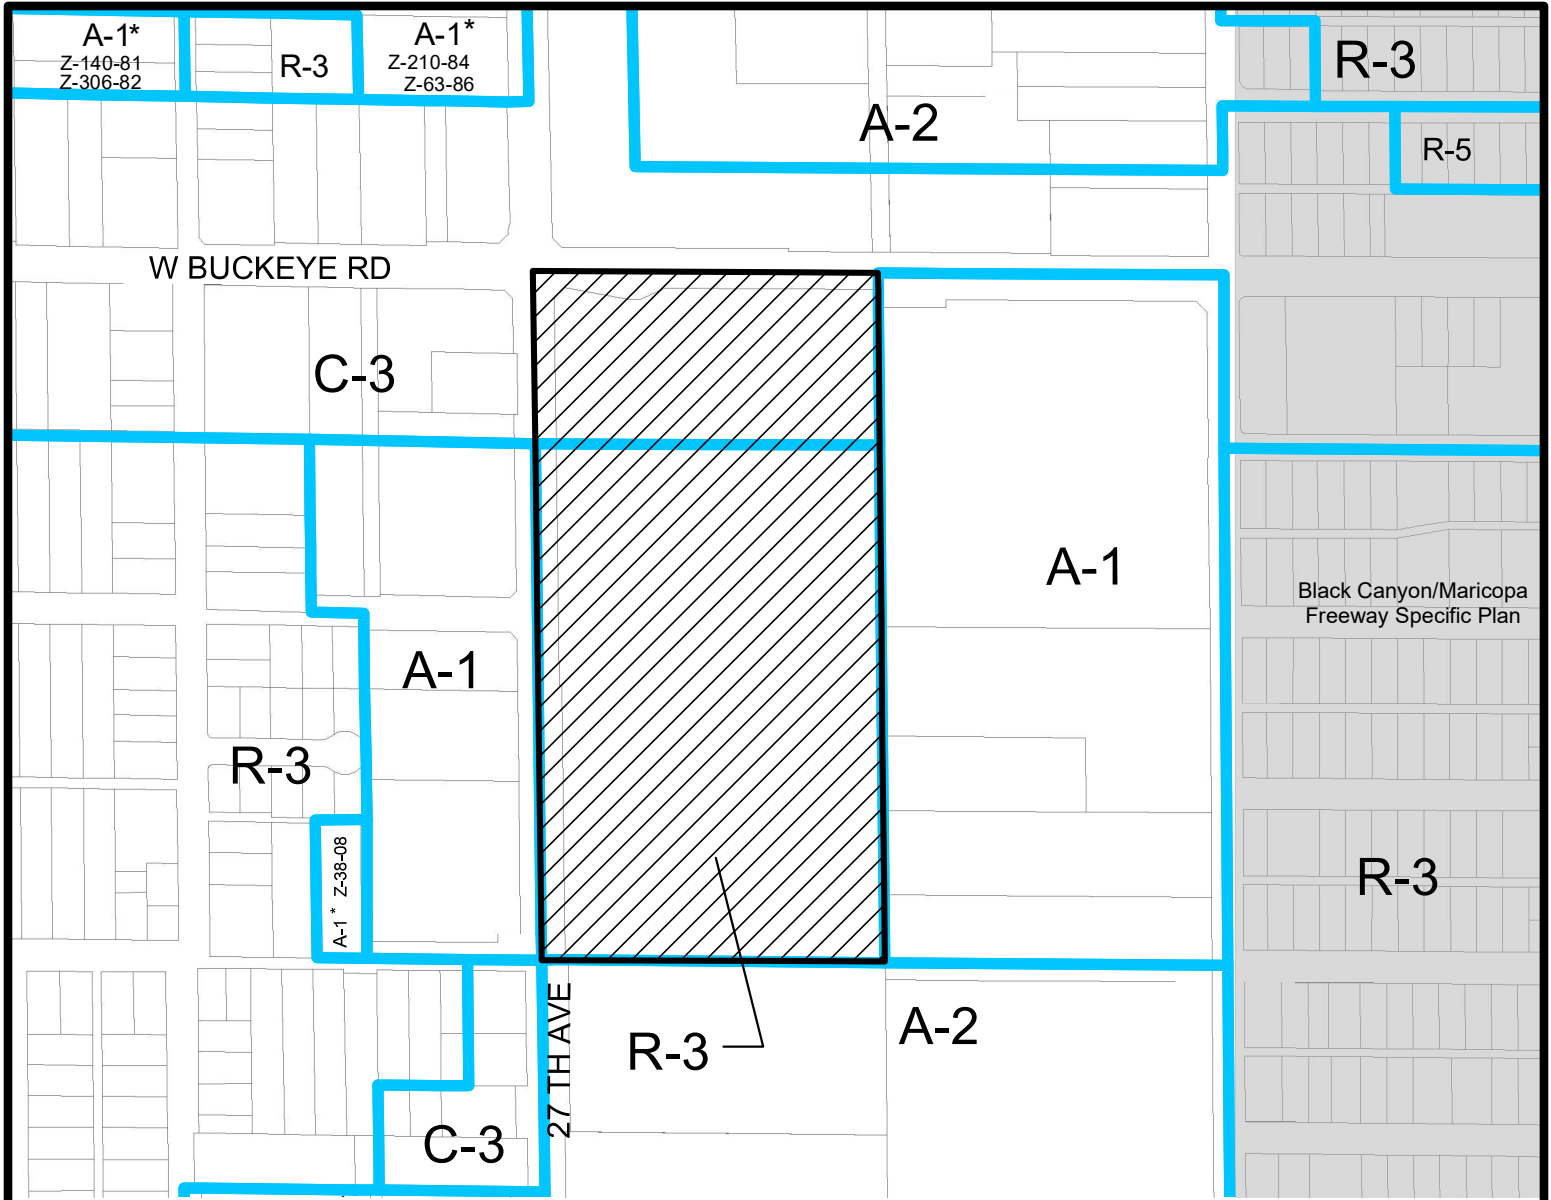 A-1*
Z-140-81
Z-306-82
R-3
A-1*
Z-210-84
Z-63-86
A-2
R-3
R-5
W BUCKEYE RD
C-3
A-1
A-1
Black Canyon/Maricopa
Freeway Specific Plan
R-3
A-1 * Z-38-08
R-3
27 TH AVE
R-3
A-2
C-3